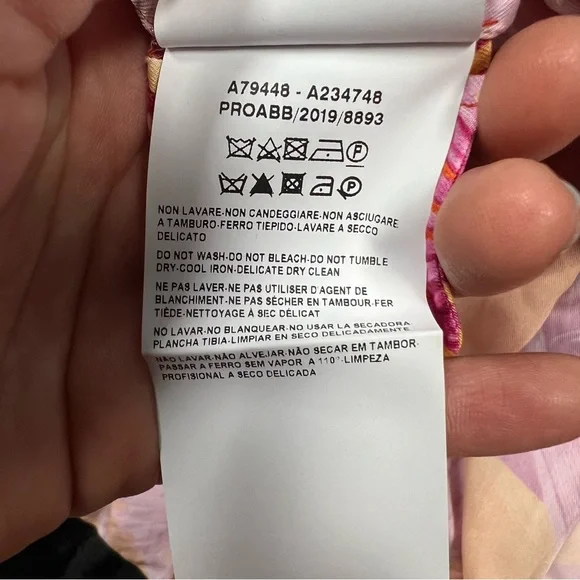 A79448 - A234748
PROABB/2019/8893
P
P
NON LAVARE-NON CANDEGGIARE-NON ASCIUGARE
A TAMBURO-FERRO TIEPIDO-LAVARE A SECCO
DELICATO
DO NOT WASH-DO NOT BLEACH-DO NOT TUMBLE
DRY-COOL IRON-DELICATE DRY CLEAN
NE PAS LAVER-NE PAS UTILISER D'AGENT DE
BLANCHIMENT-NE PAS SÈCHER EN TAMBOUR-FER
TIËDE-NETTOYAGE À SEC DÉLICAT
NO LAVAR-NO BLANQUEAR-NO USAR LA SECADORA
PLANCHA TIBIA-LIMPIAR EN SECO DELICADAMENTE
NÃO LAVAR-NÃO ALVEJAR-NÃO SECAR EM TAMBOR-
PASSAR A FERRO SEM VAPOR A 110°-LIMPEZA
PROFISIONAL A SECO DELICADA